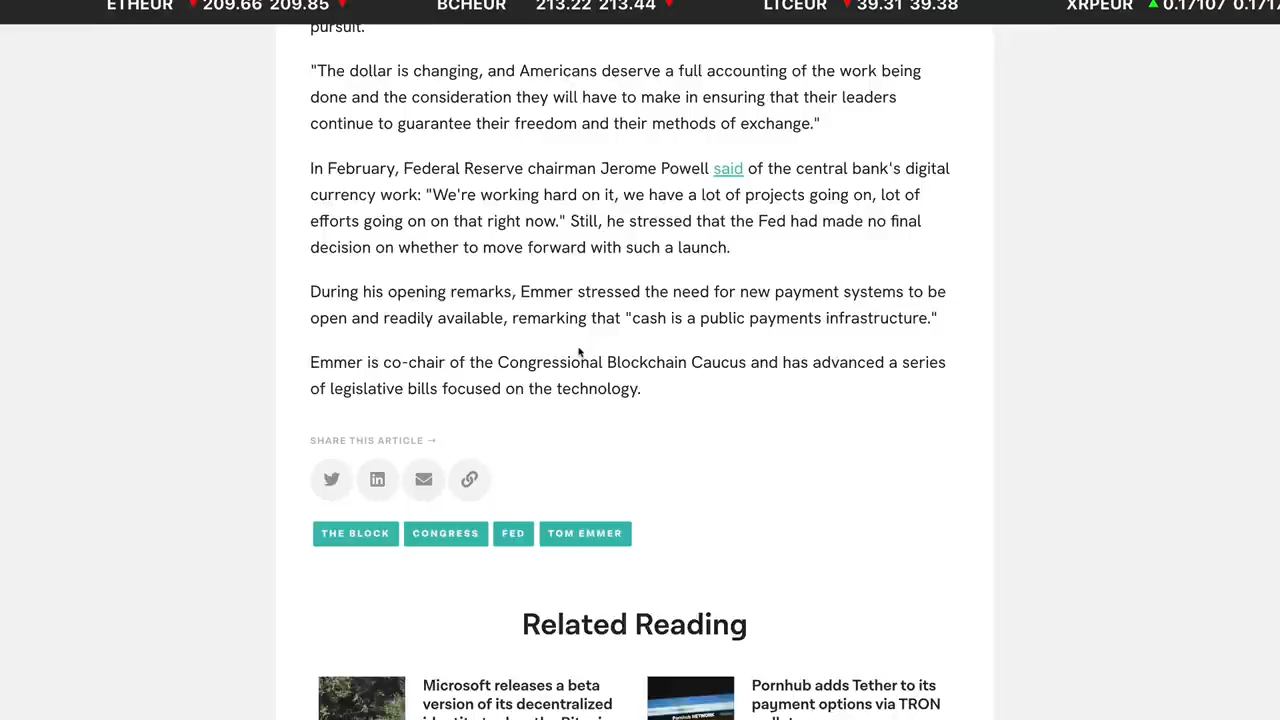 ETHEUR ▼ 209.66 209.85 ▼ BCHEUR 213.22 213.44 ▼ LTCEUR ▼ 39.31 39.38 XRPEUR ▲ 0.17107
pursuit.
"The dollar is changing, and Americans deserve a full accounting of the work being
done and the consideration they will have to make in ensuring that their leaders
continue to guarantee their freedom and their methods of exchange."
In February, Federal Reserve chairman Jerome Powell said of the central bank's digital
currency work: "We're working hard on it, we have a lot of projects going on, lot of
efforts going on on that right now." Still, he stressed that the Fed had made no final
decision on whether to move forward with such a launch.
During his opening remarks, Emmer stressed the need for new payment systems to be
open and readily available, remarking that "cash is a public payments infrastructure."
Emmer is co-chair of the Congressional Blockchain Caucus and has advanced a series
of legislative bills focused on the technology.
SHARE THIS ARTICLE →
THE BLOCK CONGRESS FED TOM EMMER
Related Reading
Microsoft releases a beta
version of its decentralized
Pornhub adds Tether to its
payment options via TRON